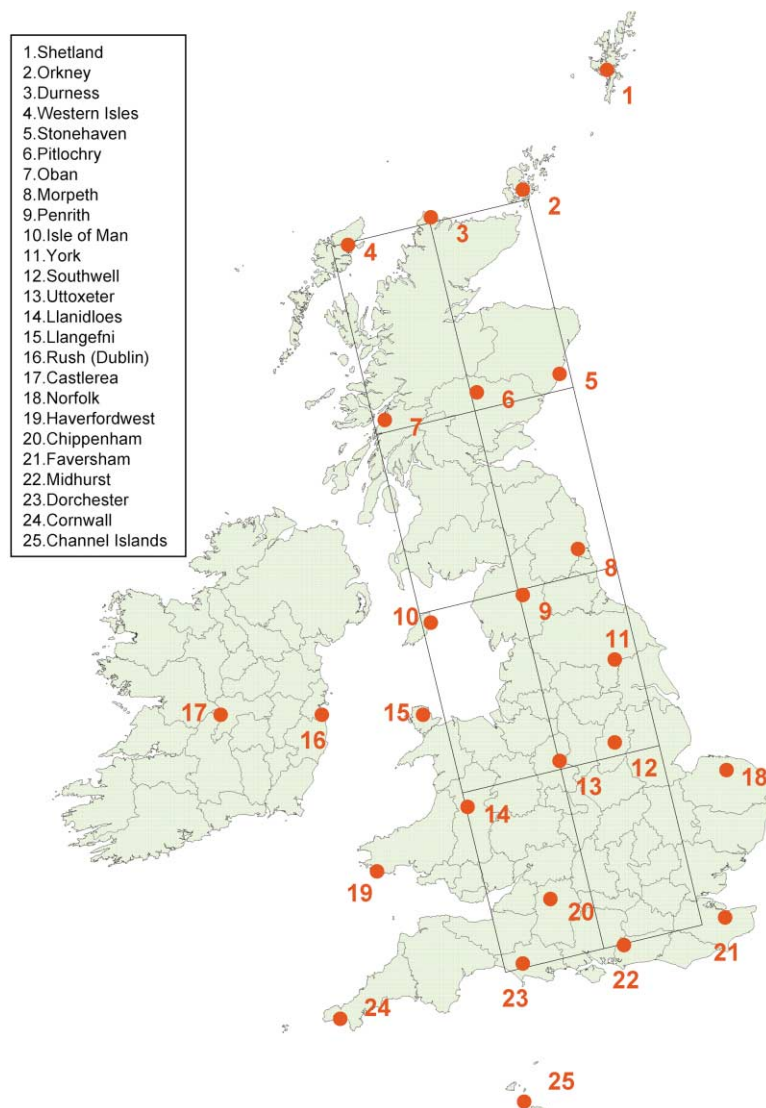 1.Shetland
2.Orkney
3.Durness
4.Western Isles
5.Stonehaven
6.Pitlochry
7.Oban
8.Morpeth
9.Penrith
10.Isle of Man
11.York
12.Southwell
13.Uttoxeter
14.Llanidloes
15.Llangefni
16.Rush (Dublin)
17.Castlerea
18.Norfolk
19.Haverfordwest
20.Chippenham
21.Faversham
22.Midhurst
23.Dorchester
24.Cornwall
25.Channel Islands
1
2
3
4
5
6
7
8
9
10
11
15
17
16
12
13
18
14
19
20
21
22
23
24
25